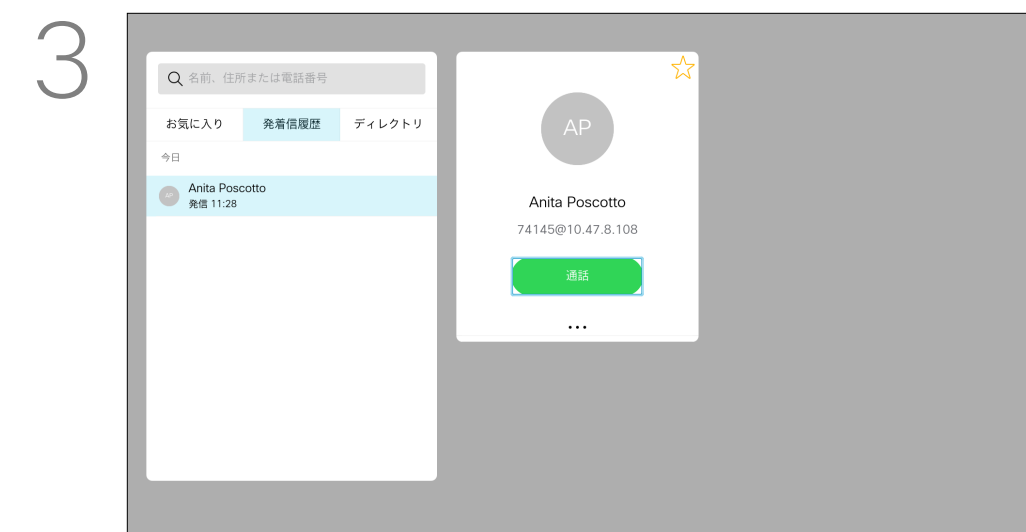 3
名前、住所または電話番号
お気に入り 発着信履歴 ディレクトリ
今日
AP
Anita Poscotto
発信 11:28
AP
Anita Poscotto
74145@10.47.8.108
通話